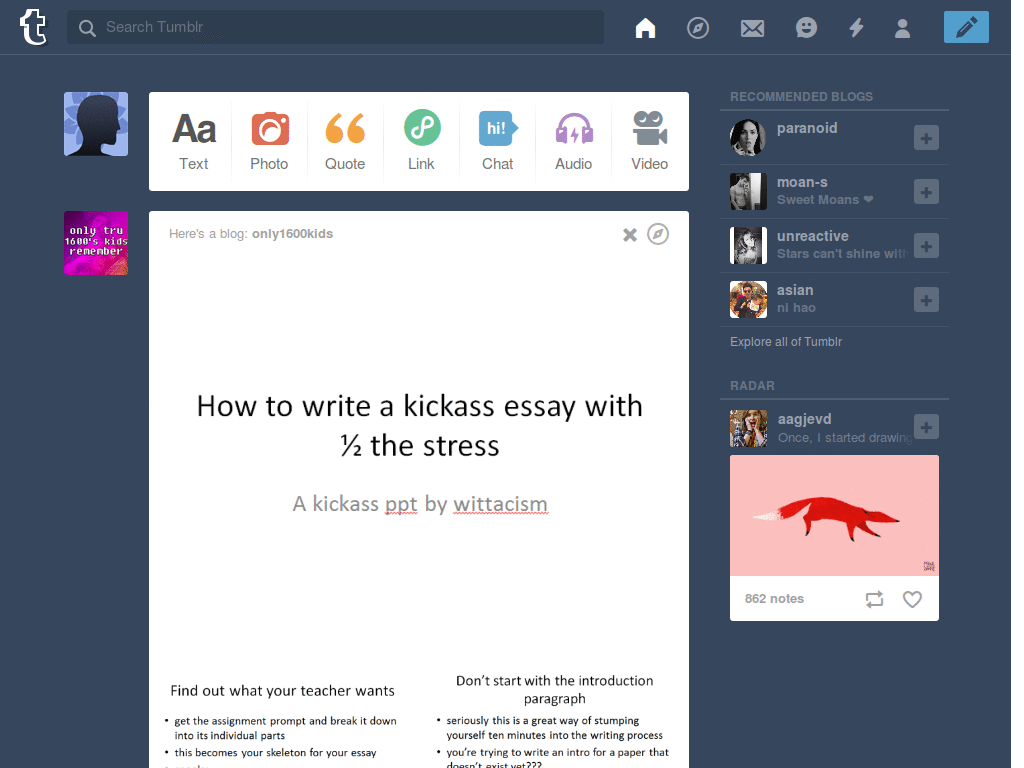 Search Tumblr
Aa
Text
Photo
Quote
Link
hi!
Chat
Audio
Video
only tru
1600's kids
remember
Here's a blog: only1600kids
How to write a kickass essay with
½ the stress
A kickass ppt by wittacism
Find out what your teacher wants
• get the assignment prompt and break it down
into its individual parts
• this becomes your skeleton for your essay
Don't start with the introduction
paragraph
• seriously this is a great way of stumping
yourself ten minutes into the writing process
• you're trying to write an intro for a paper that
doesn't exist yet???
RECOMMENDED BLOGS
paranoid
moan-s
Sweet Moans ❤
unreactive
Stars can't shine with
asian
ni hao
Explore all of Tumblr
RADAR
aagjevd
Once, I started drawing
862 notes